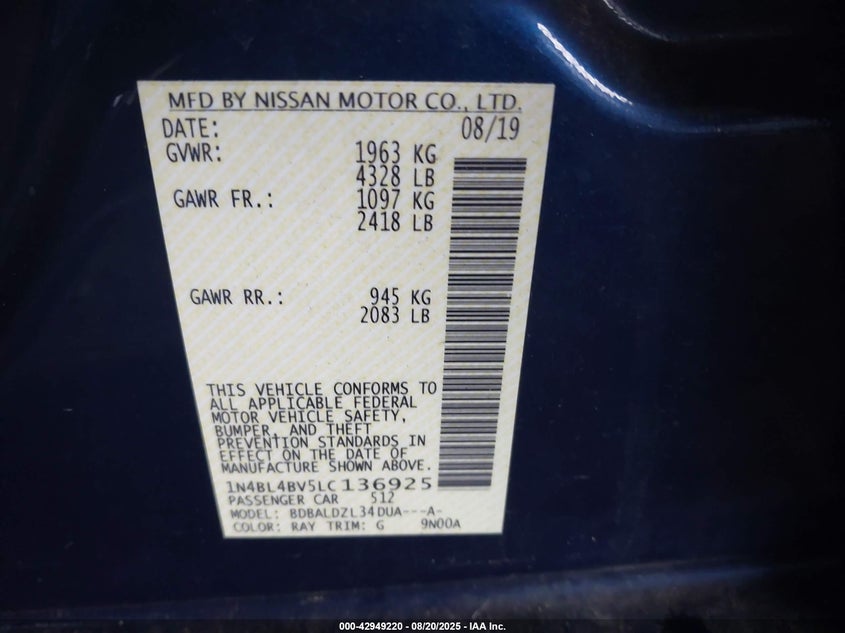 MFD BY NISSAN MOTOR CO., LTD.
DATE: 08/19
GVWR: 1963 KG
4328 LB
GAWR FR.: 1097 KG
2418 LB
GAWR RR.: 945 KG
2083 LB
THIS VEHICLE CONFORMS TO
ALL APPLICABLE FEDERAL
MOTOR VEHICLE SAFETY,
BUMPER, AND THEFT
PREVENTION STANDARDS IN
EFFECT ON THE DATE OF
MANUFACTURE SHOWN ABOVE.
1N4BL4BV5LC136925
PASSENGER CAR 512
MODEL: BDBALDZL34DUA---A-
COLOR: RAY TRIM: G 9N00A
000-42949220 - 08/20/2025 - IAA Inc.